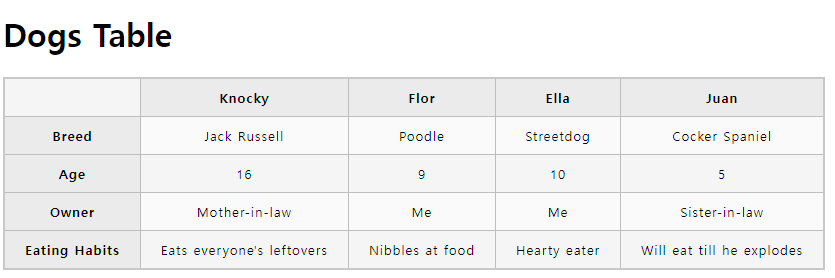 Dogs Table
Knocky Flor Ella Juan
Breed Jack Russell Poodle Streetdog Cocker Spaniel
Age 16 9 10 5
Owner Mother-in-law Me Me Sister-in-law
Eating Habits Eats everyone's leftovers Nibbles at food Hearty eater Will eat till he explodes